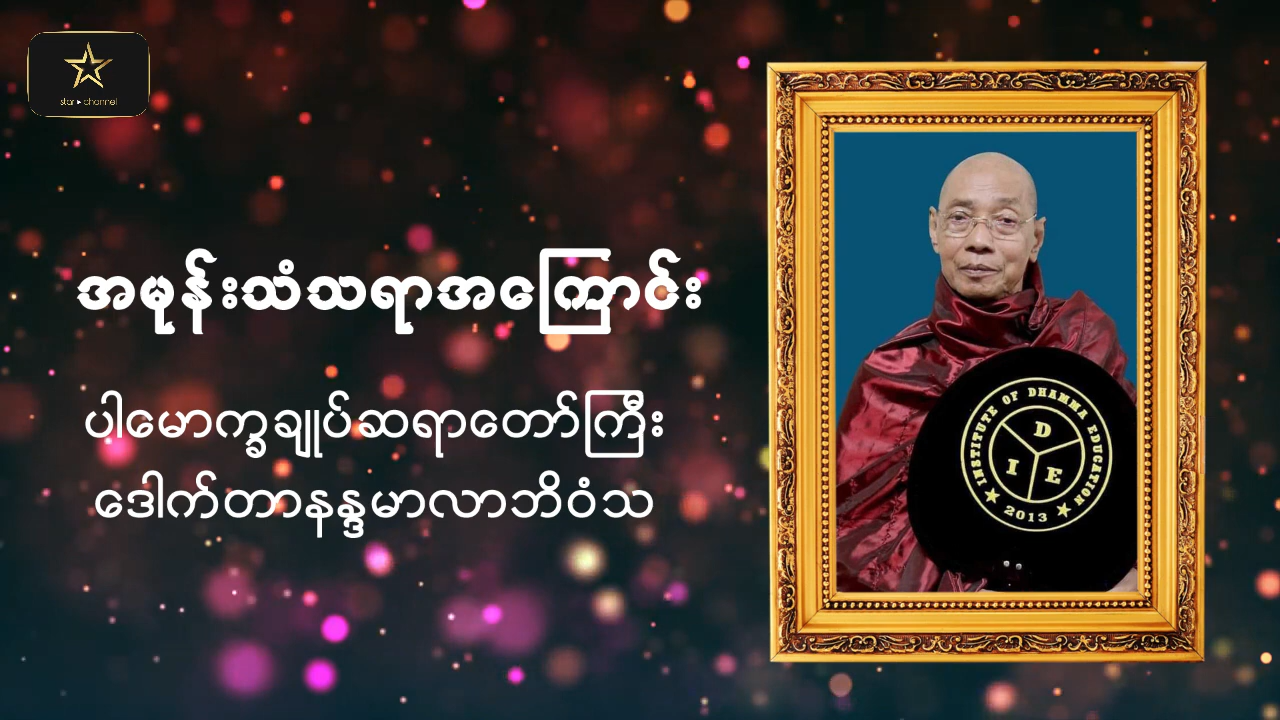 star channel
အမုန်းသံသရာအကြောင်း
ပါမောက္ခချုပ်ဆရာတော်ကြီး
ဒေါက်တာနန္ဒမာလာဘိဝံသ
INSTITUTE OF DHAMMA EDUCATION
D
I E
2013